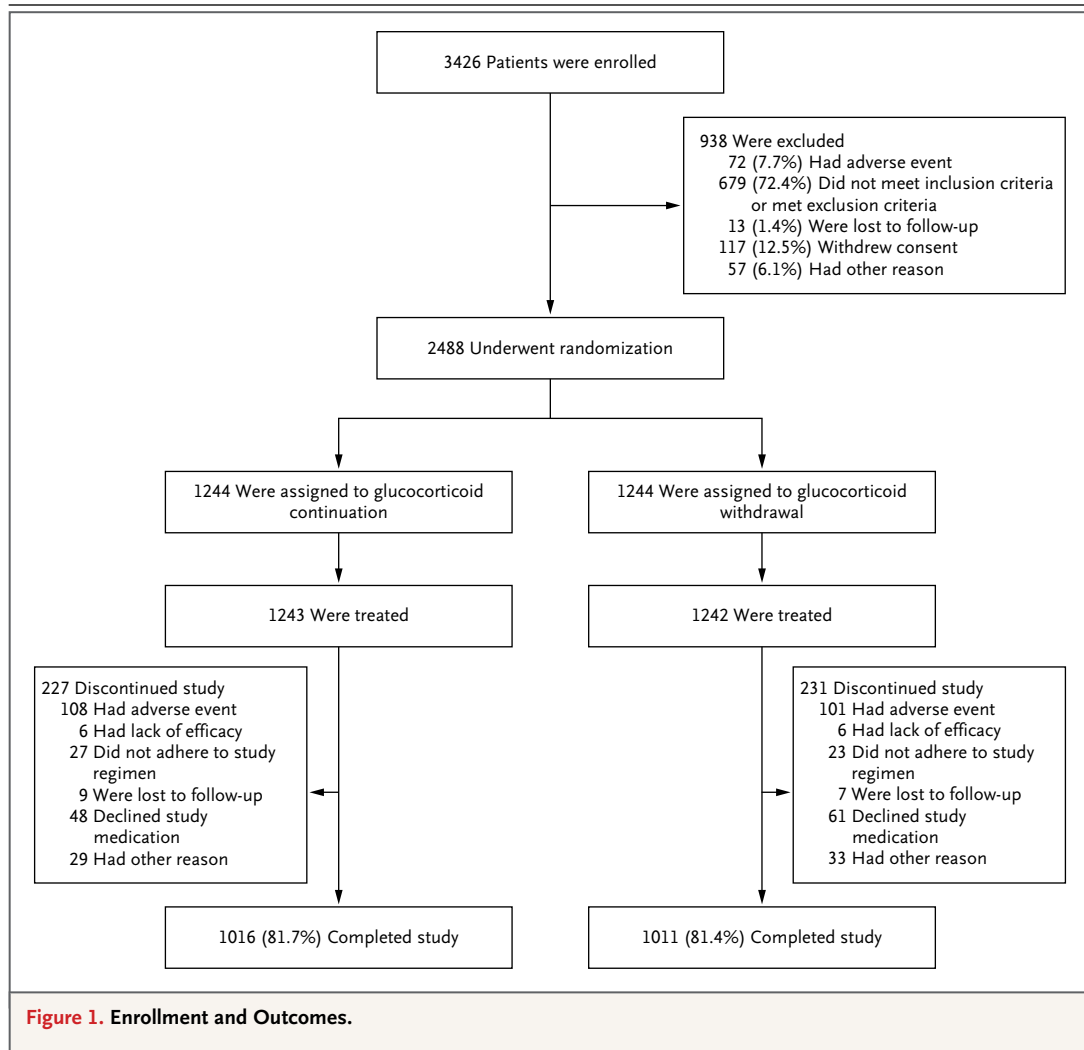 3426 Patients were enrolled
938 Were excluded
72 (7.7%) Had adverse event
679 (72.4%) Did not meet inclusion criteria
or met exclusion criteria
13 (1.4%) Were lost to follow-up
117 (12.5%) Withdrew consent
57 (6.1%) Had other reason
2488 Underwent randomization
1244 Were assigned to glucocorticoid
continuation
1244 Were assigned to glucocorticoid
withdrawal
1243 Were treated
1242 Were treated
227 Discontinued study
108 Had adverse event
6 Had lack of efficacy
27 Did not adhere to study
regimen
9 Were lost to follow-up
48 Declined study
medication
29 Had other reason
231 Discontinued study
101 Had adverse event
6 Had lack of efficacy
23 Did not adhere to study
regimen
7 Were lost to follow-up
61 Declined study
medication
33 Had other reason
1016 (81.7%) Completed study
1011 (81.4%) Completed study
Figure 1. Enrollment and Outcomes.